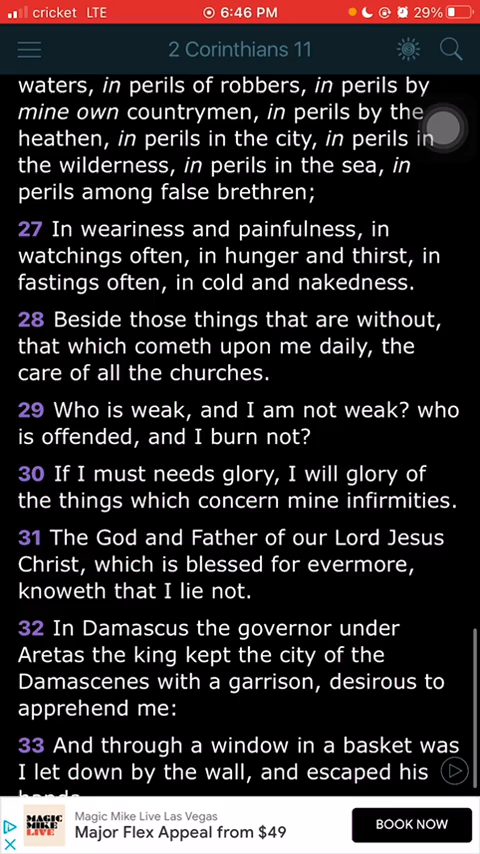 cricket LTE 6:46 PM 29%
2 Corinthians 11
waters, in perils of robbers, in perils by
mine own countrymen, in perils by the
heathen, in perils in the city, in perils in
the wilderness, in perils in the sea, in
perils among false brethren;
27 In weariness and painfulness, in
watchings often, in hunger and thirst, in
fastings often, in cold and nakedness.
28 Beside those things that are without,
that which cometh upon me daily, the
care of all the churches.
29 Who is weak, and I am not weak? who
is offended, and I burn not?
30 If I must needs glory, I will glory of
the things which concern mine infirmities.
31 The God and Father of our Lord Jesus
Christ, which is blessed for evermore,
knoweth that I lie not.
32 In Damascus the governor under
Aretas the king kept the city of the
Damascenes with a garrison, desirous to
apprehend me:
33 And through a window in a basket was
I let down by the wall, and escaped his
hands.
MAGIC
MIKE
LIVE
Magic Mike Live Las Vegas
Major Flex Appeal from $49
BOOK NOW